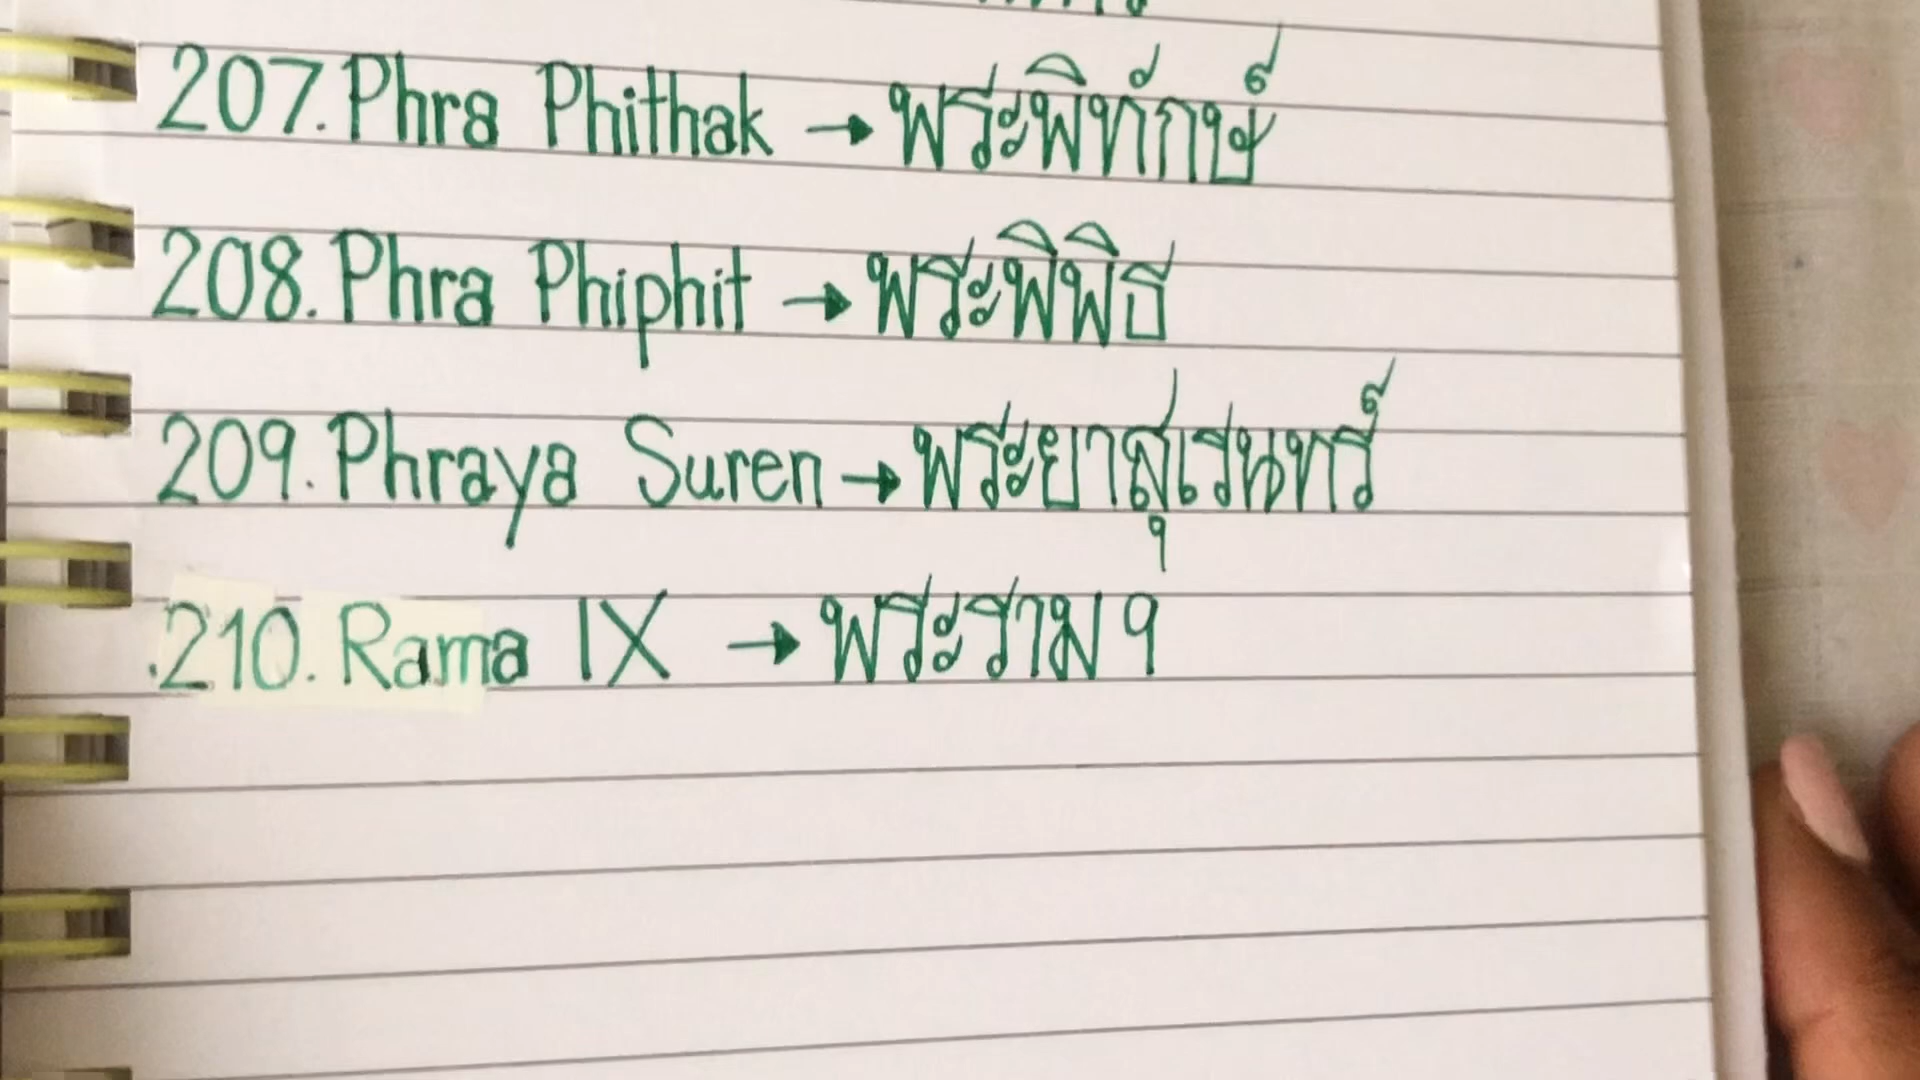 207. Phra Phithak → พระพิทักษ์
208. Phra Phiphit → พระพิพิธ
209. Phraya Suren → พระยาสุเรนทร์
210. Rama IX → พระราม ๑